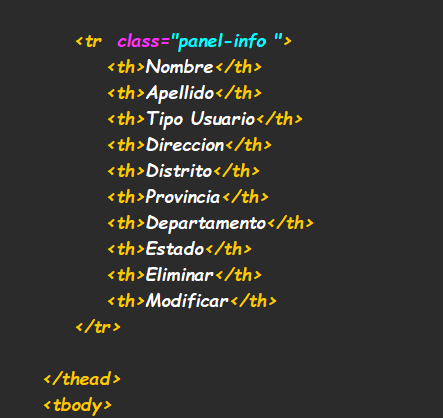 <tr  class="panel-info ">
<th>Nombre</th>
<th>Apellido</th>
<th>Tipo Usuario</th>
<th>Direccion</th>
<th>Distrito</th>
<th>Provincia</th>
<th>Departamento</th>
<th>Estado</th>
<th>Eliminar</th>
<th>Modificar</th>
</tr>
</thead>
<tbody>